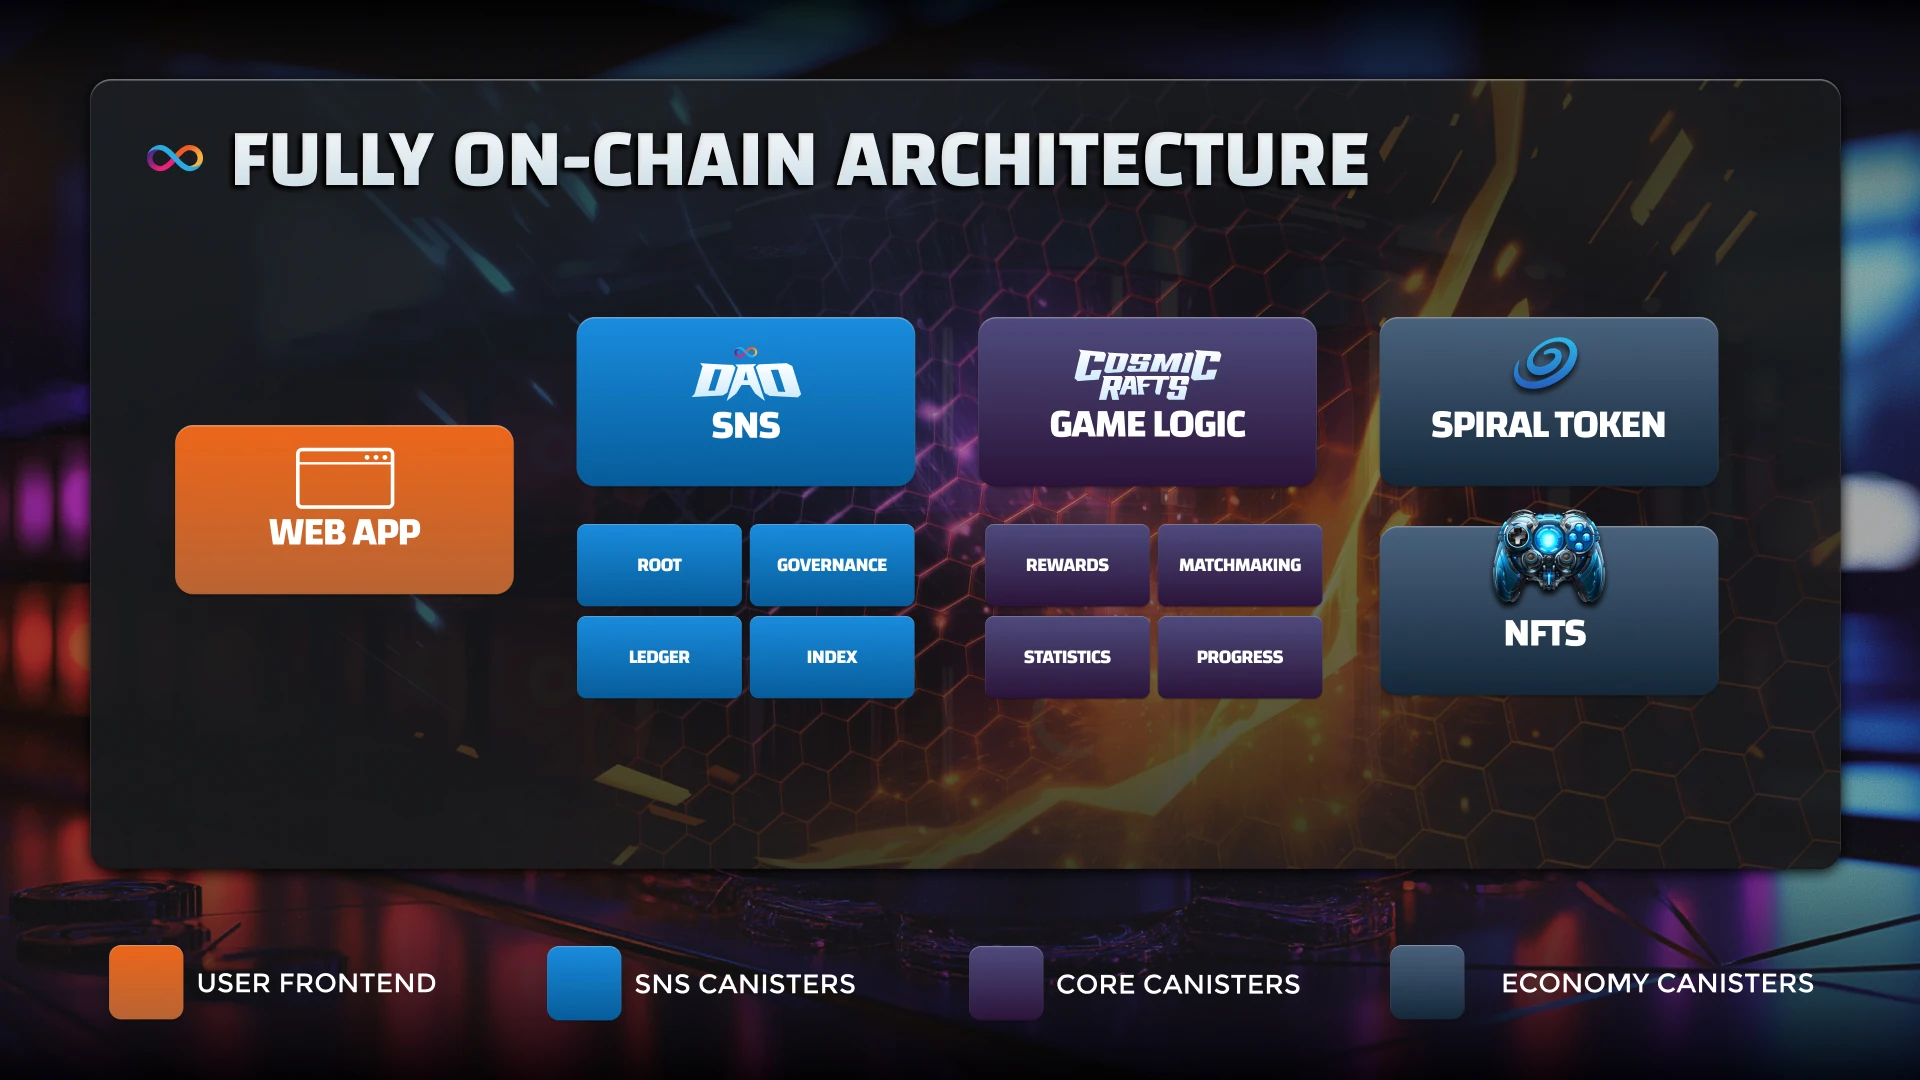 FULLY ON-CHAIN ARCHITECTURE
WEB APP
DAO
SNS
ROOT
GOVERNANCE
LEDGER
INDEX
COSMIC
RAFTS
GAME LOGIC
REWARDS
MATCHMAKING
STATISTICS
PROGRESS
SPIRAL TOKEN
NFTS
USER FRONTEND
SNS CANISTERS
CORE CANISTERS
ECONOMY CANISTERS